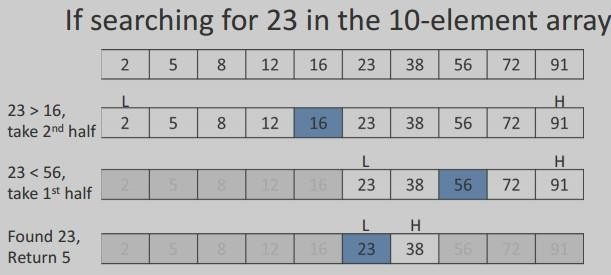 If searching for 23 in the 10-element array
2 5 8 12 16 23 38 56 72 91
L H
23 > 16,
take 2nd half
2 5 8 12 16 23 38 56 72 91
L H
23 < 56,
take 1st half
2 5 8 12 16 23 38 56 72 91
L H
Found 23,
Return 5
2 5 8 12 16 23 38 56 72 91